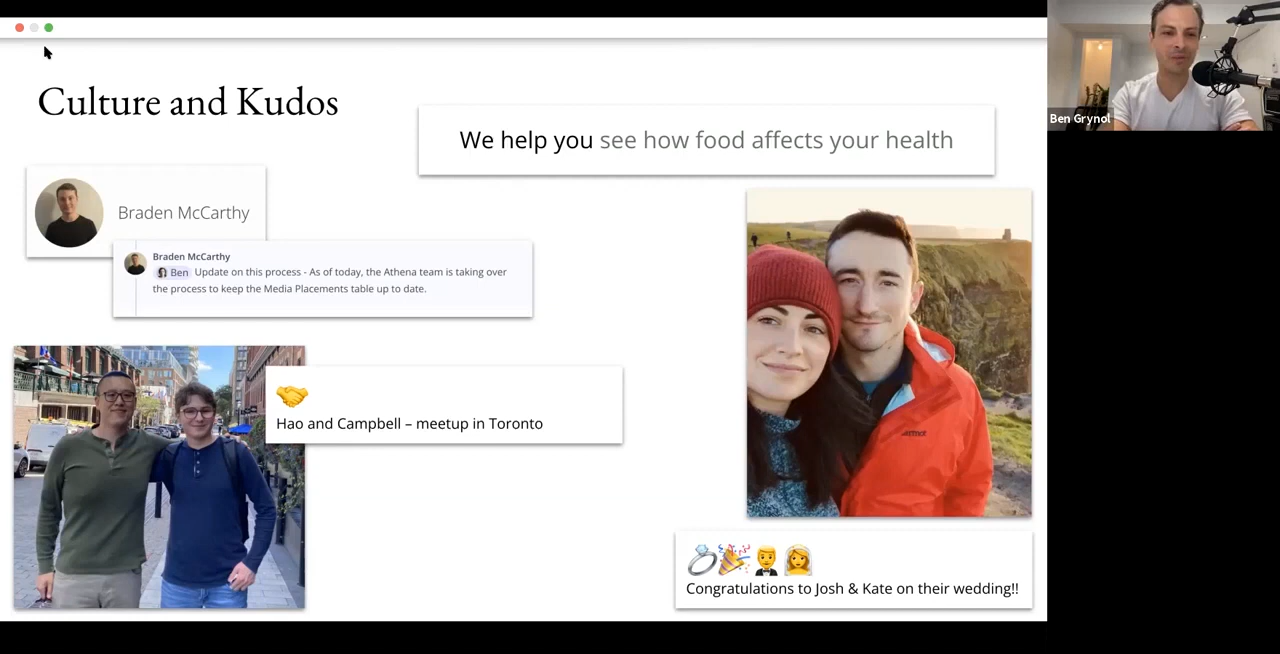 Culture and Kudos
We help you see how food affects your health
Braden McCarthy
Braden McCarthy
Ben Update on this process - As of today, the Athena team is taking over
the process to keep the Media Placements table up to date.
Hao and Campbell – meetup in Toronto
Marmot
Congratulations to Josh & Kate on their wedding!!
Ben Grynol